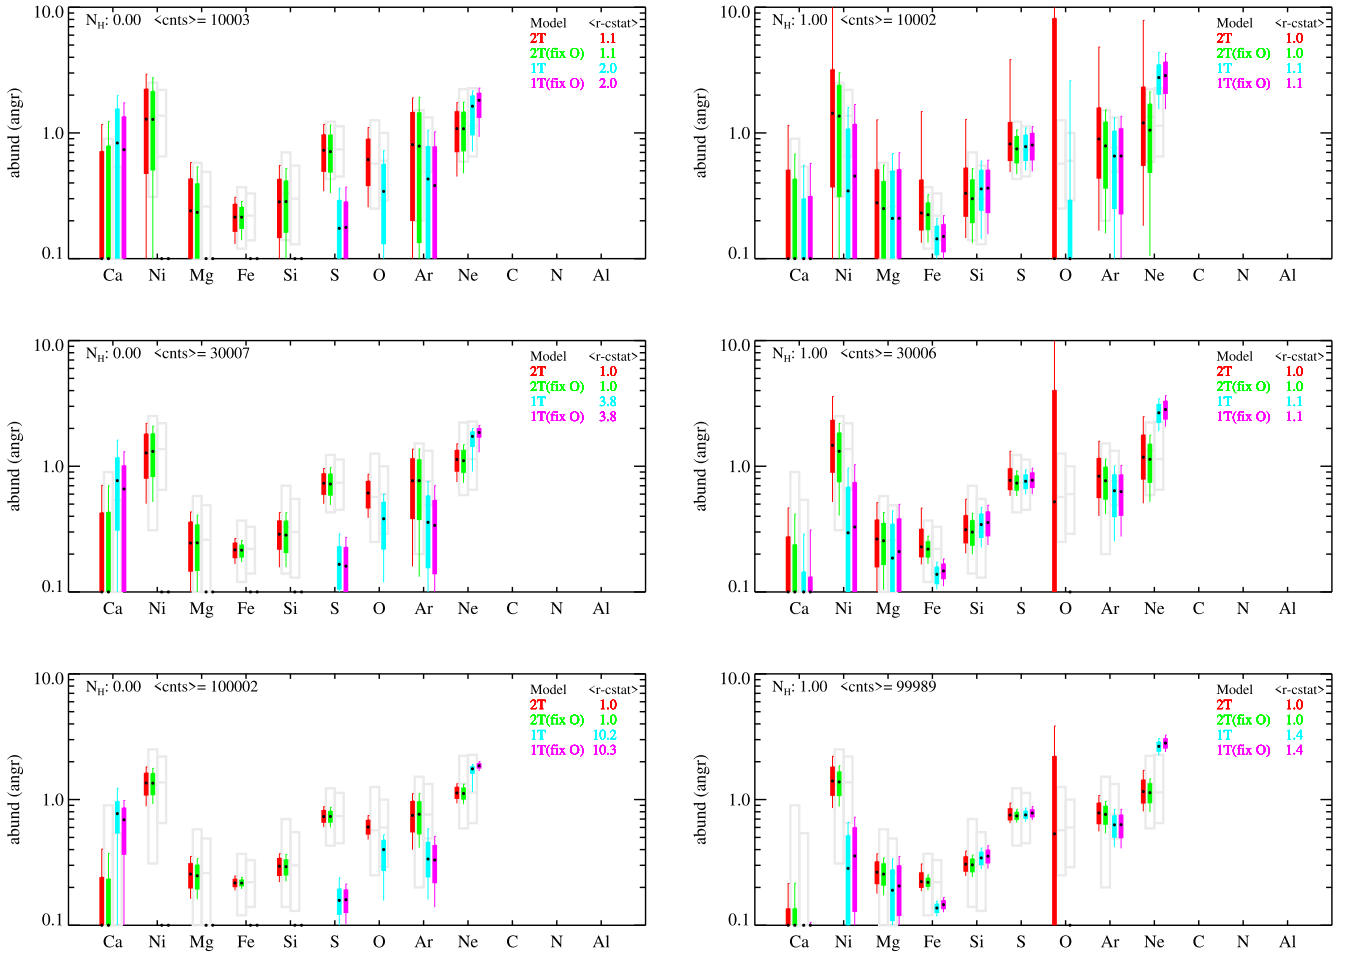 10.0
N_H: 0.00 <cnts>= 10003
Model <r-cstat>
2T 1.1
2T(fix O) 1.1
1T 2.0
1T(fix O) 2.0
abund (angr)
1.0
0.1
Ca Ni Mg Fe Si S O Ar Ne C N Al
10.0
N_H: 1.00 <cnts>= 10002
Model <r-cstat>
2T 1.0
2T(fix O) 1.0
1T 1.1
1T(fix O) 1.1
abund (angr)
1.0
0.1
Ca Ni Mg Fe Si S O Ar Ne C N Al
10.0
N_H: 0.00 <cnts>= 30007
Model <r-cstat>
2T 1.0
2T(fix O) 1.0
1T 3.8
1T(fix O) 3.8
abund (angr)
1.0
0.1
Ca Ni Mg Fe Si S O Ar Ne C N Al
10.0
N_H: 1.00 <cnts>= 30006
Model <r-cstat>
2T 1.0
2T(fix O) 1.0
1T 1.1
1T(fix O) 1.1
abund (angr)
1.0
0.1
Ca Ni Mg Fe Si S O Ar Ne C N Al
10.0
N_H: 0.00 <cnts>= 100002
Model <r-cstat>
2T 1.0
2T(fix O) 1.0
1T 10.2
1T(fix O) 10.3
abund (angr)
1.0
0.1
Ca Ni Mg Fe Si S O Ar Ne C N Al
10.0
N_H: 1.00 <cnts>= 99989
Model <r-cstat>
2T 1.0
2T(fix O) 1.0
1T 1.4
1T(fix O) 1.4
abund (angr)
1.0
0.1
Ca Ni Mg Fe Si S O Ar Ne C N Al